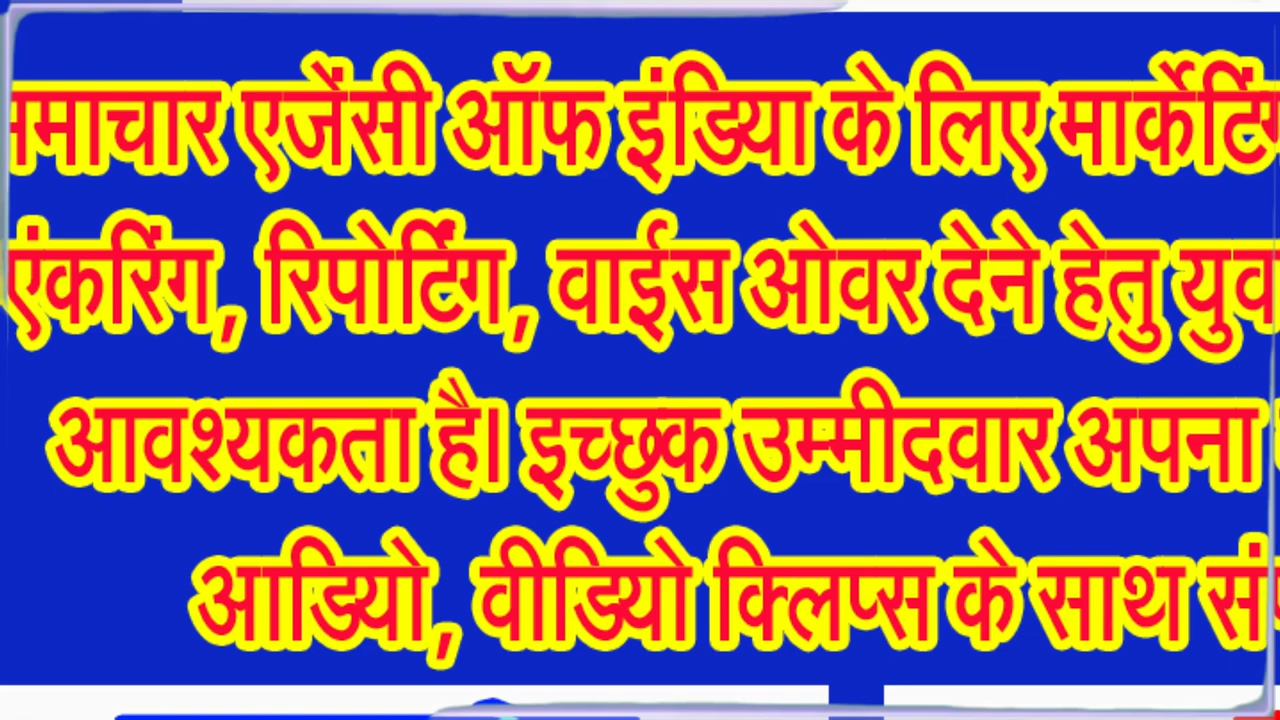 समाचार एजेंसी ऑफ इंडिया के लिए मार्केटिंग
एंकरिंग, रिपोर्टिंग, वाईस ओवर देने हेतु
आवश्यकता है। इच्छुक उम्मीदवार अपना
आडियो, वीडियो क्लिप्स के साथ